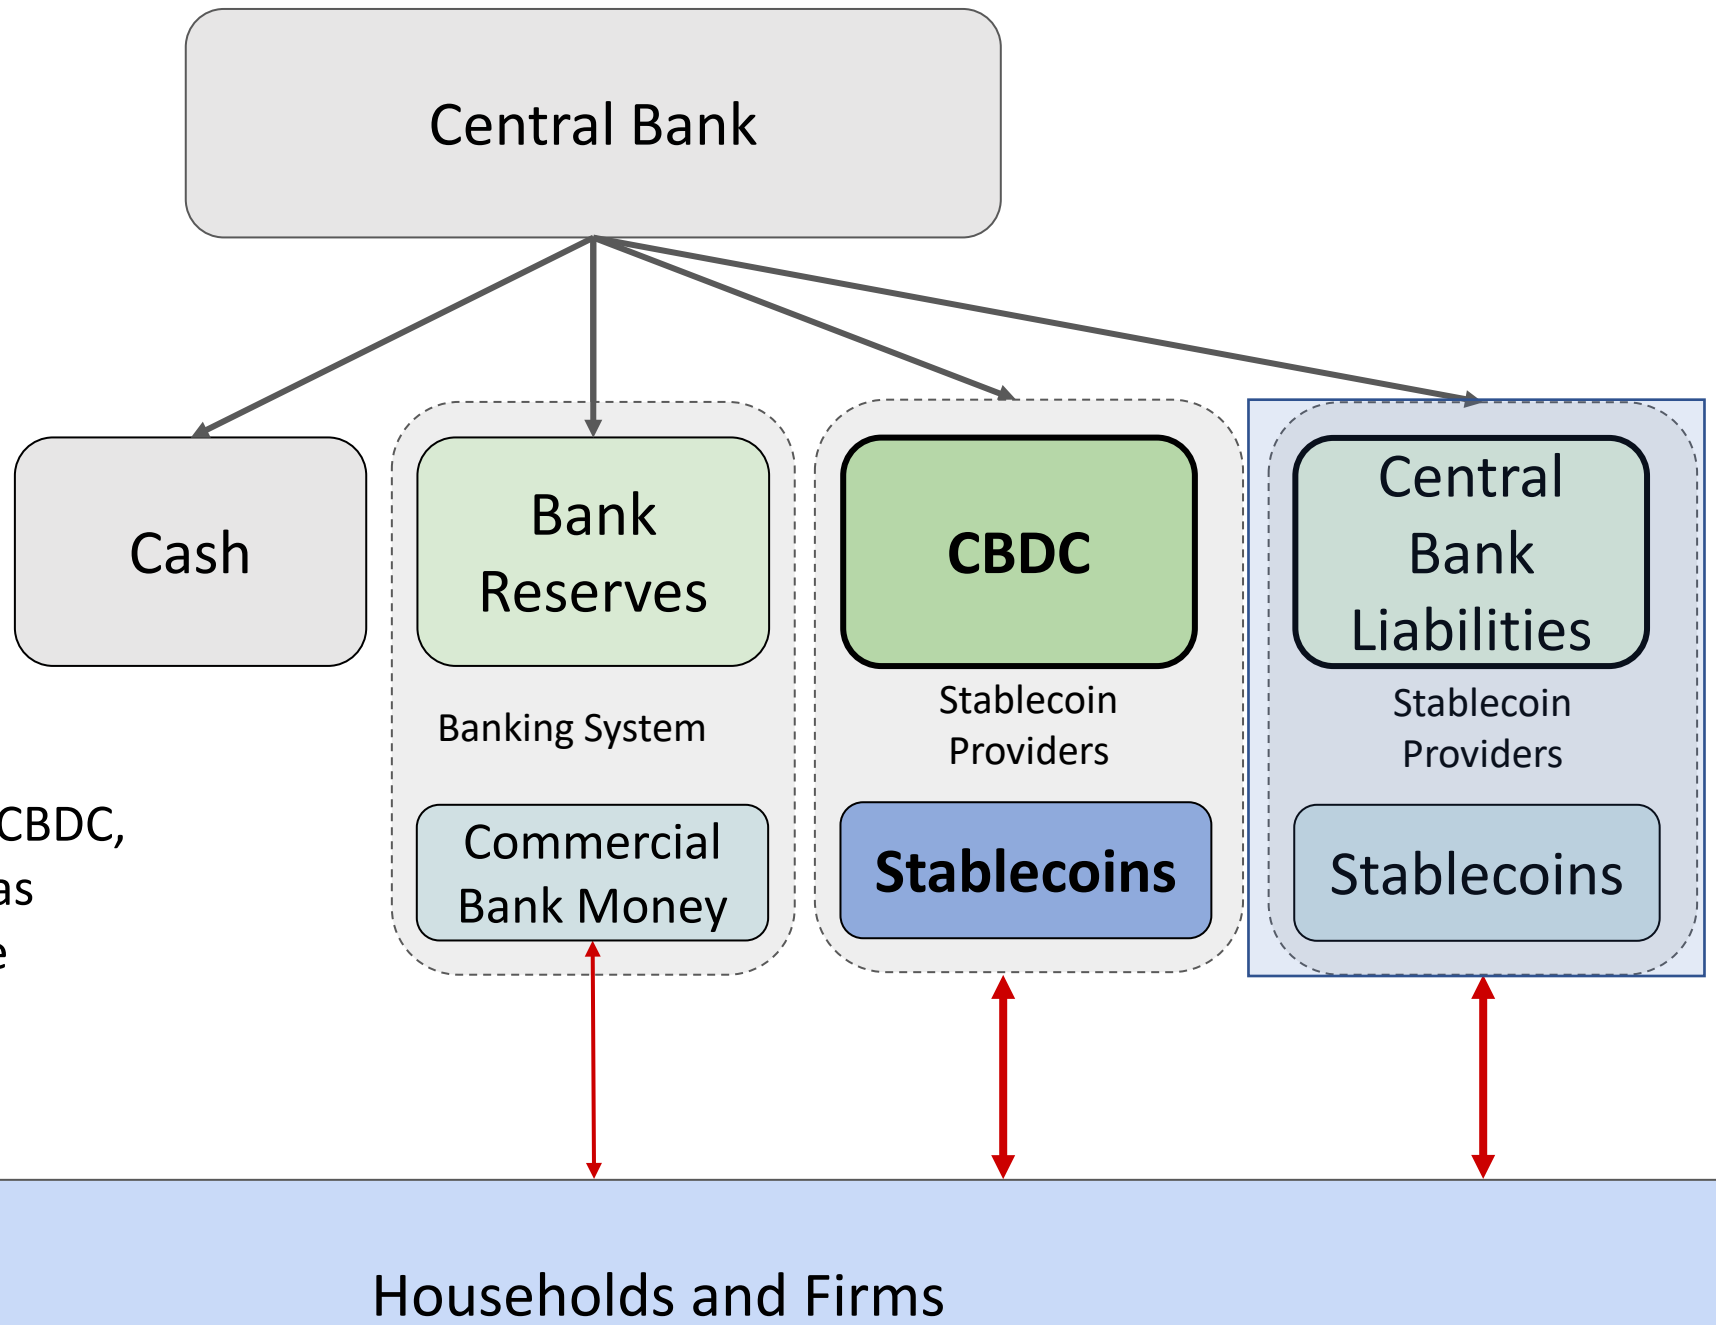 Central Bank
Cash
Bank
Reserves
Banking System
Commercial
Bank Money
CBDC
Stablecoin
Providers
Stablecoins
Central
Bank
Liabilities
Stablecoin
Providers
Stablecoins
CBDC,
as
e
Households and Firms